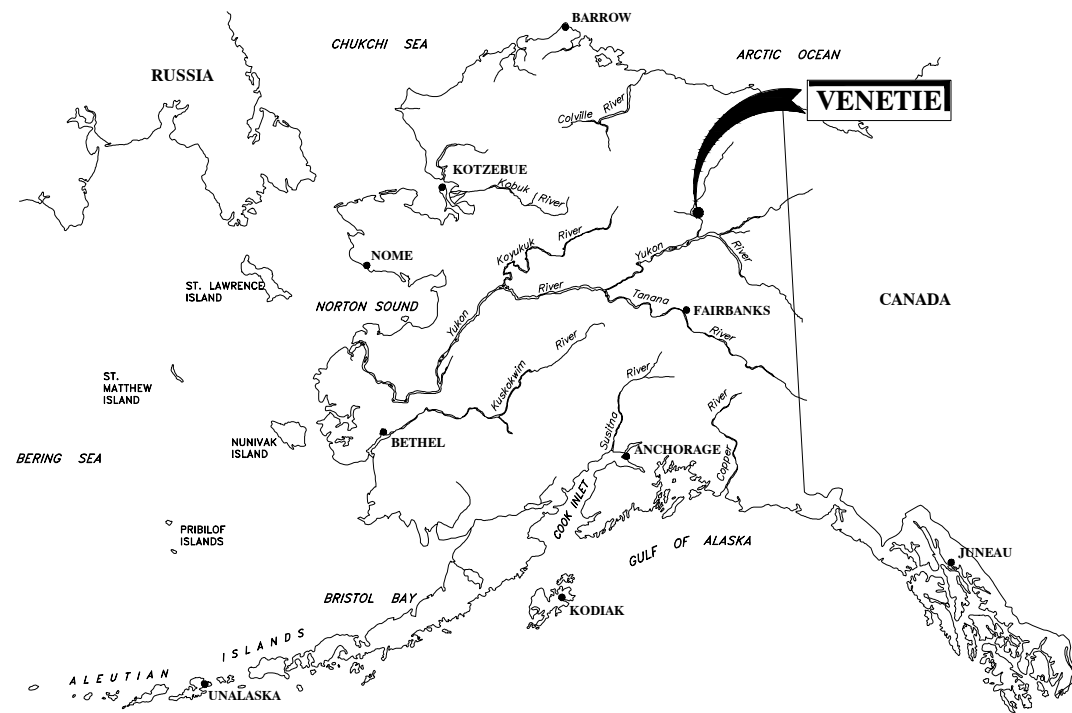 BARROW
CHUKCHI SEA
ARCTIC OCEAN
RUSSIA
VENETIE
Colville River
KOTZEBUE
Kobuk River
Koyukuk River
Yukon
River
NOME
ST. LAWRENCE
ISLAND
NORTON SOUND
River
Tanana
CANADA
FAIRBANKS
Yukon
River
River
ST.
MATTHEW
ISLAND
Kuskokwim
River
River
Susitna
NUNIVAK
ISLAND
BETHEL
ANCHORAGE
Copper
BERING SEA
COOK INLET
PRIBILOF
ISLANDS
GULF OF ALASKA
JUNEAU
BRISTOL BAY
KODIAK
ALEUTIAN ISLANDS
UNALASKA